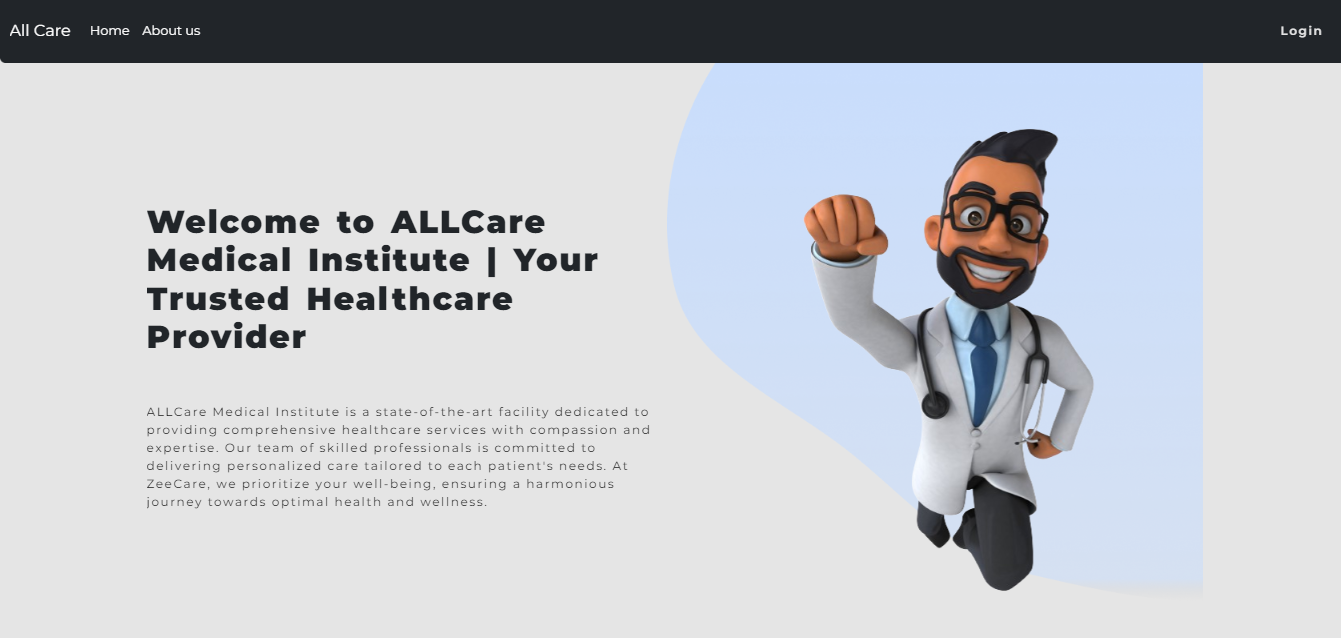 All Care Home About us Login
Welcome to ALLCare
Medical Institute | Your
Trusted Healthcare
Provider
ALLCare Medical Institute is a state-of-the-art facility dedicated to
providing comprehensive healthcare services with compassion and
expertise. Our team of skilled professionals is committed to
delivering personalized care tailored to each patient's needs. At
ZeeCare, we prioritize your well-being, ensuring a harmonious
journey towards optimal health and wellness.